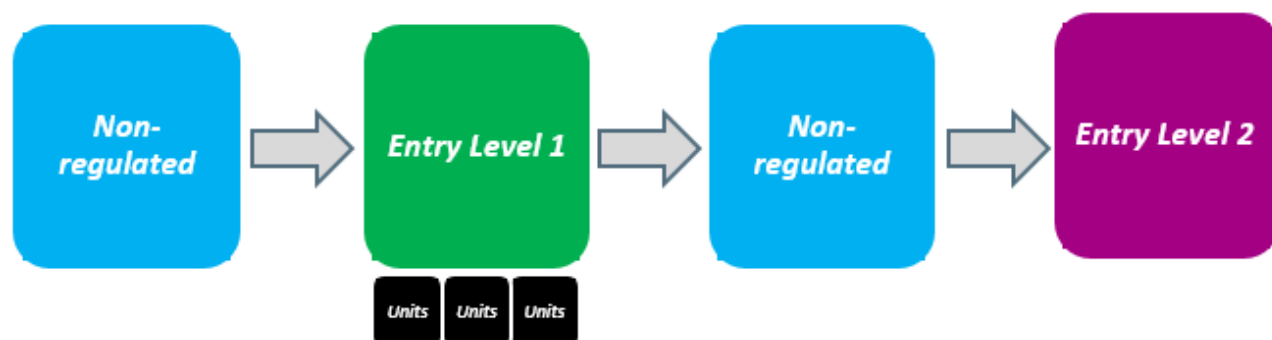 Non-
regulated
Entry Level 1
Non-
regulated
Entry Level 2
Units
Units
Units